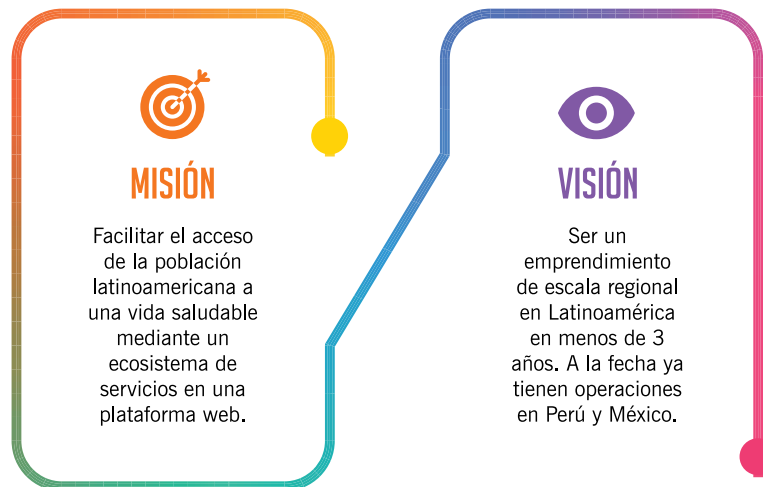 MISIÓN
Facilitar el acceso
de la población
latinoamericana a
una vida saludable
mediante un
ecosistema de
servicios en una
plataforma web.
VISIÓN
Ser un
emprendimiento
de escala regional
en Latinoamérica
en menos de 3
años. A la fecha ya
tienen operaciones
en Perú y México.